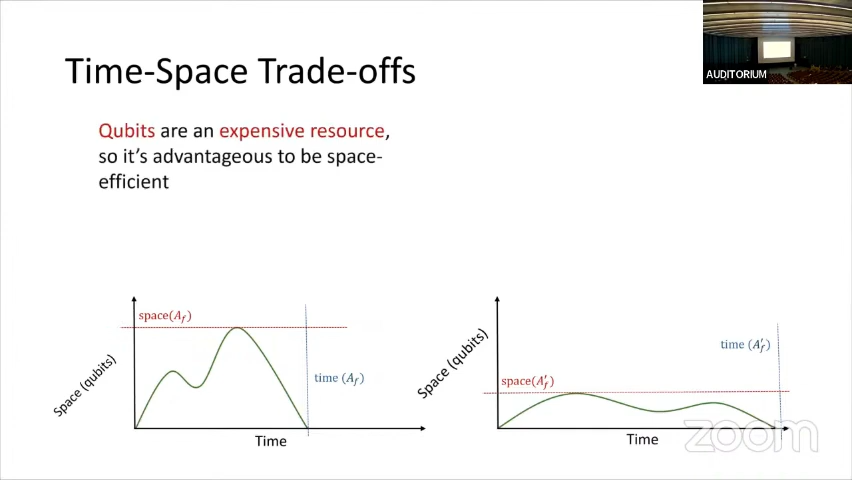 Time-Space Trade-offs
AUDITORIUM
Qubits are an expensive resource,
so it's advantageous to be space-
efficient
space(A_f)
time (A_f)
Space (qubits)
Time
space(A′_f)
time (A′_f)
Space (qubits)
Time
zoom